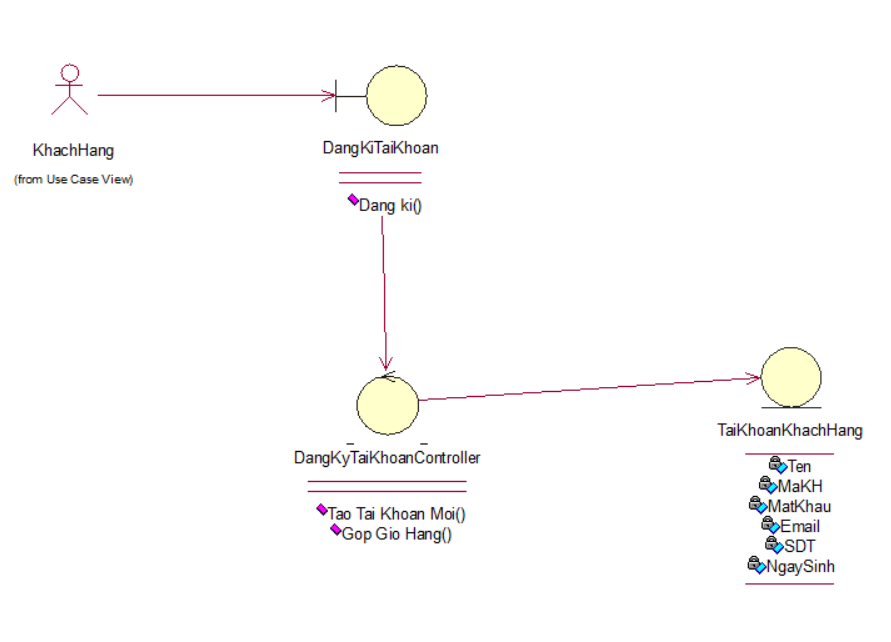 KhachHang
(from Use Case View)
DangKiTaiKhoan
Dang ki()
DangKyTaiKhoanController
Tao Tai Khoan Moi()
Gop Gio Hang()
TaiKhoanKhachHang
Ten
MaKH
MatKhau
Email
SDT
NgaySinh